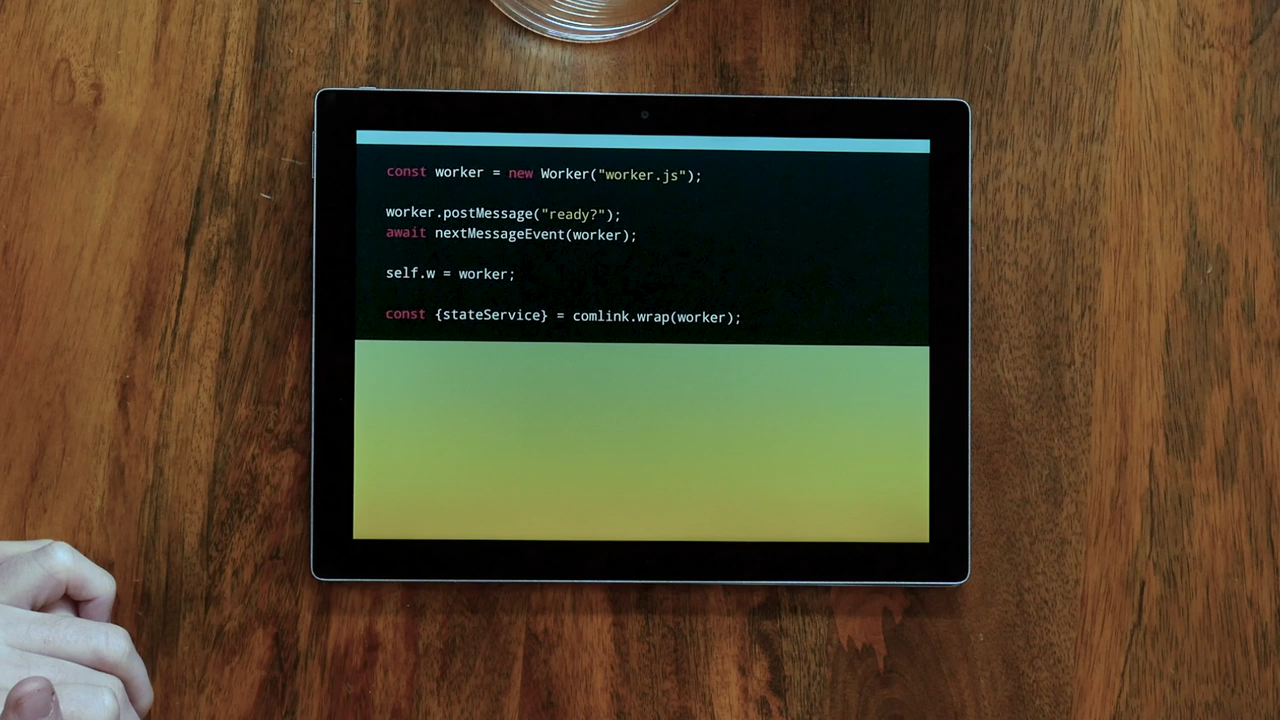 const worker = new Worker("worker.js");
worker.postMessage("ready?");
await nextMessageEvent(worker);
self.w = worker;
const {stateService} = comlink.wrap(worker);